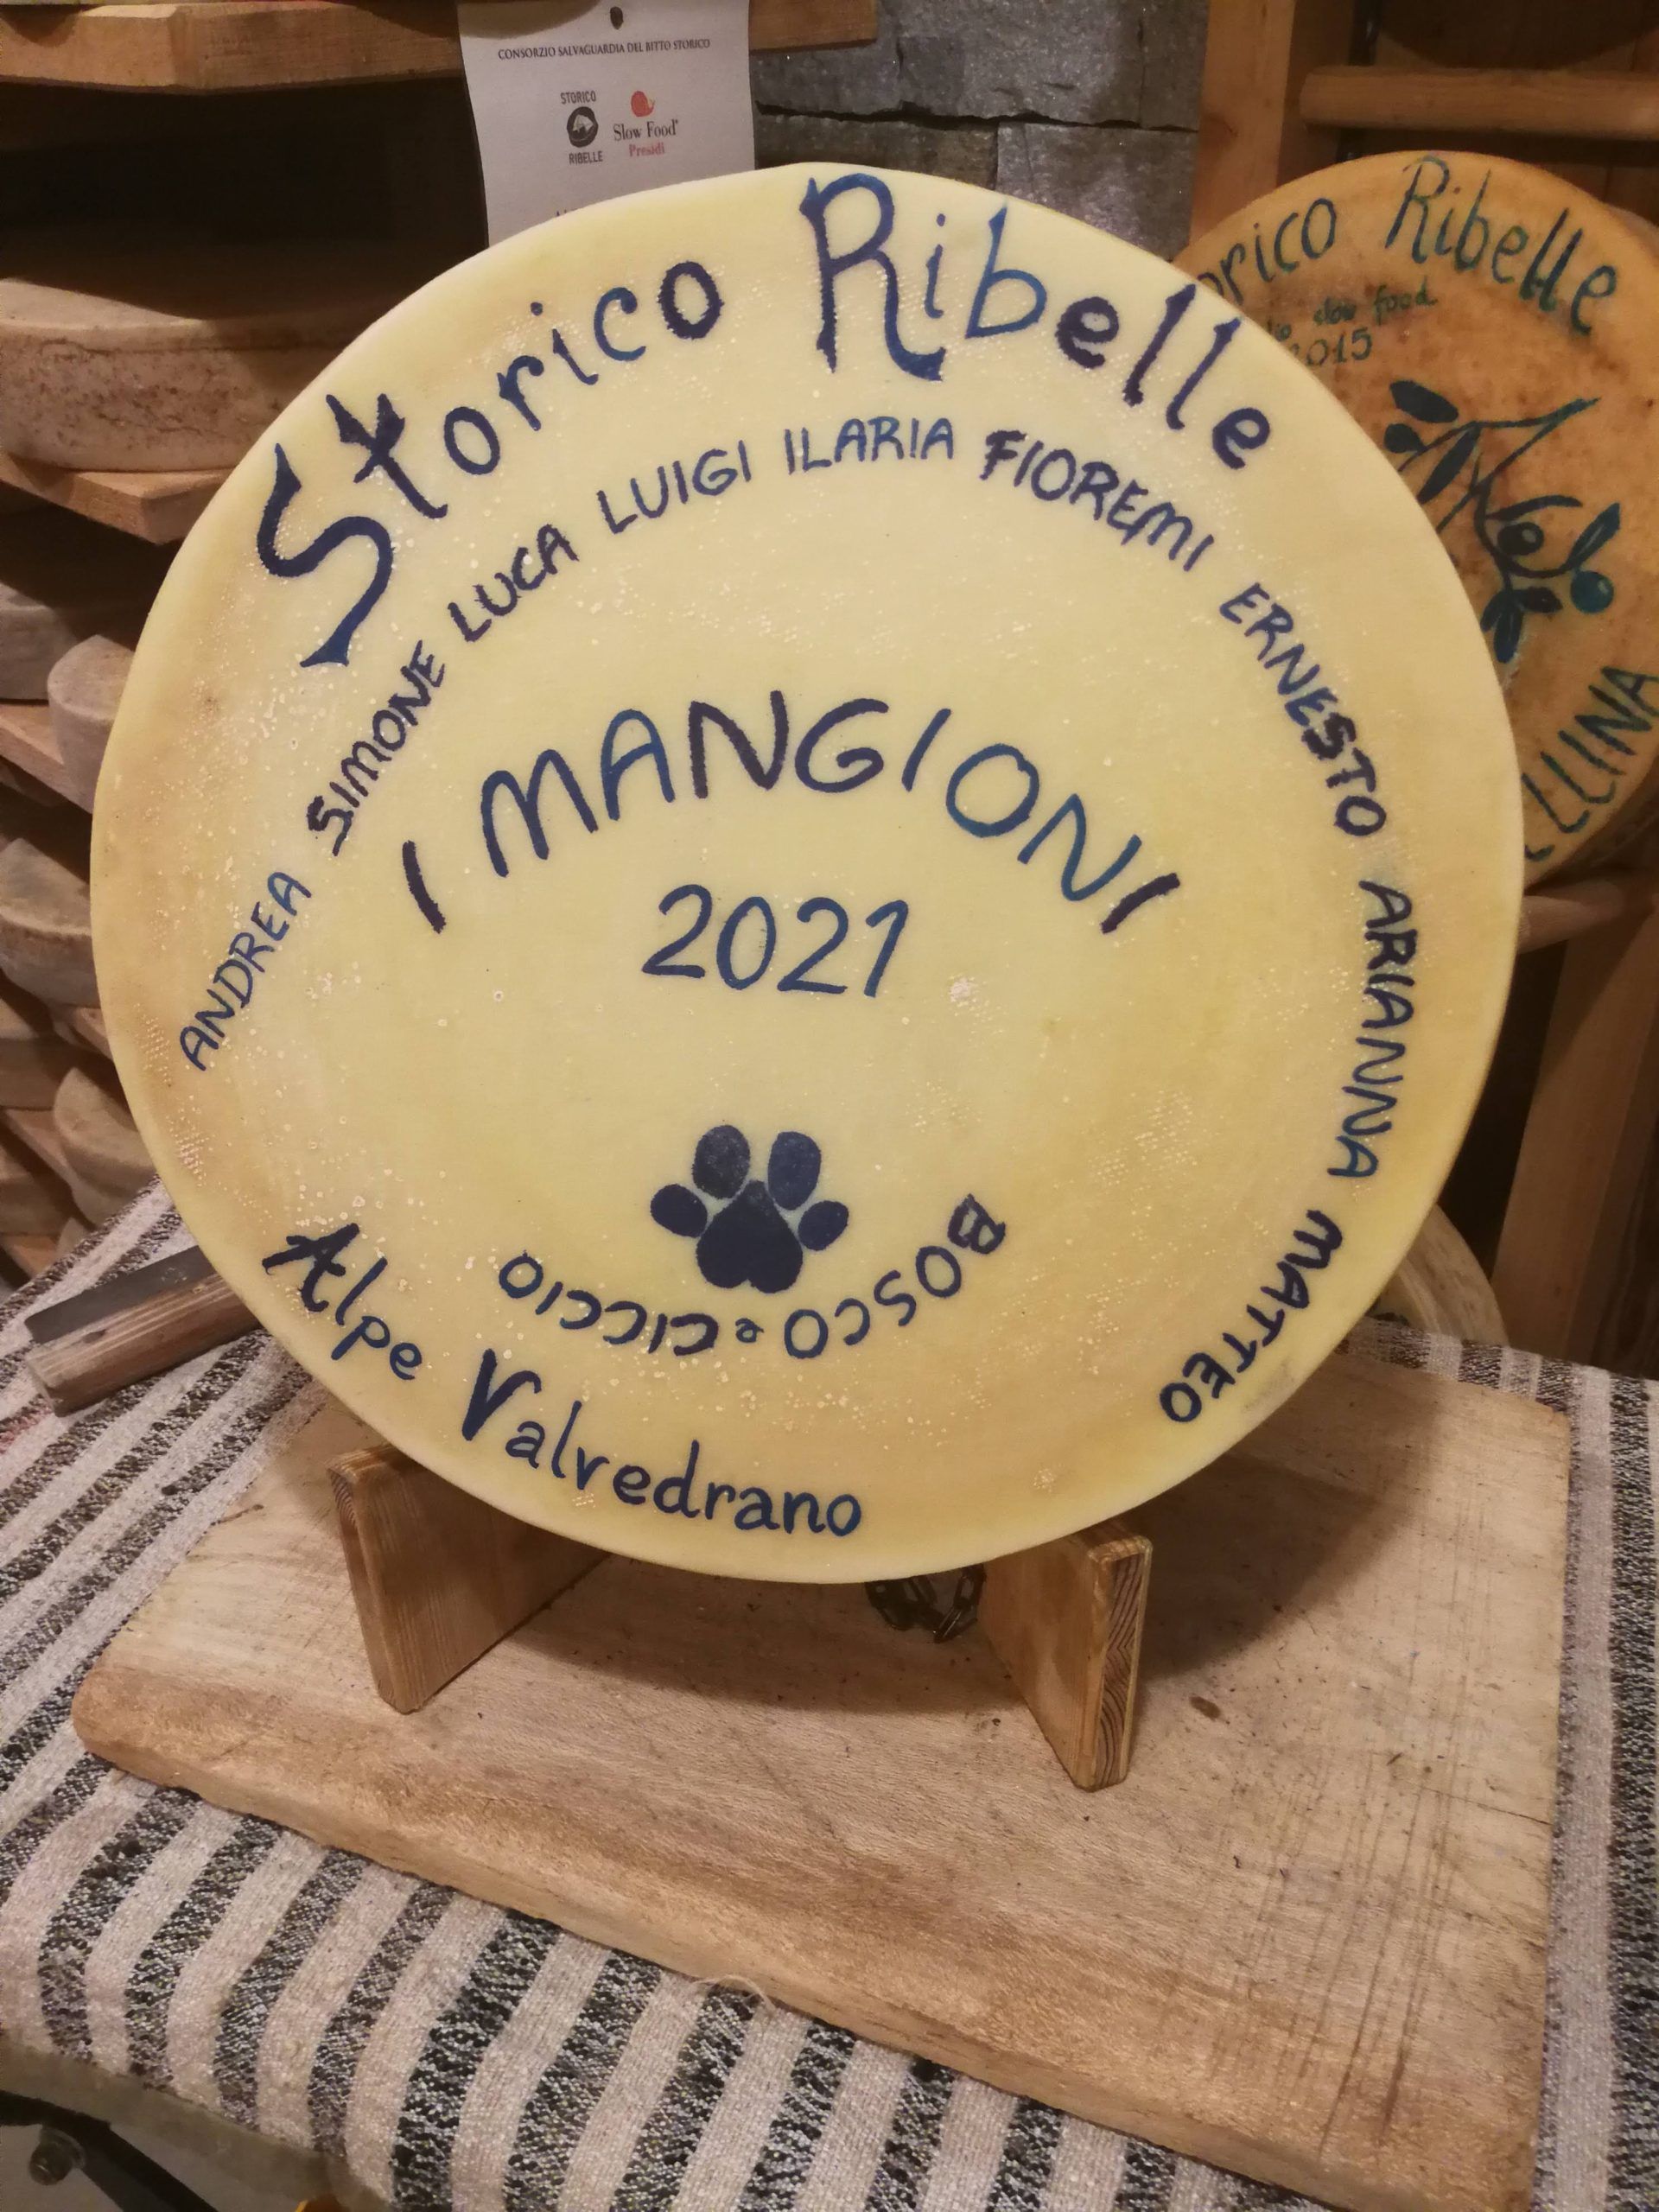 CONSORZIO SALVAGUARDIA DEL BITTO STORICO
STORICO
RIBELLE
Slow Food®
Presìdi
Storico Ribelle
ANDREA SIMONE LUCA LUIGI ILARIA FIOREMI ERNESTO ARIANNA MATTEO
I MANGIONI
2021
BOSCO e CICCIO
Alpe Valvedrano
orico Ribelle
slow food
2015